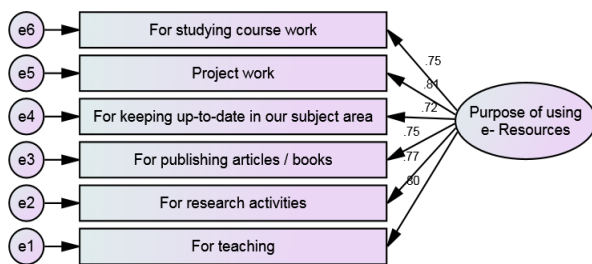 e6 For studying course work
.75
e5 Project work
.81
e4 For keeping up-to-date in our subject area
.72
Purpose of using
e- Resources
e3 For publishing articles / books
.75
.77
e2 For research activities
.80
e1 For teaching